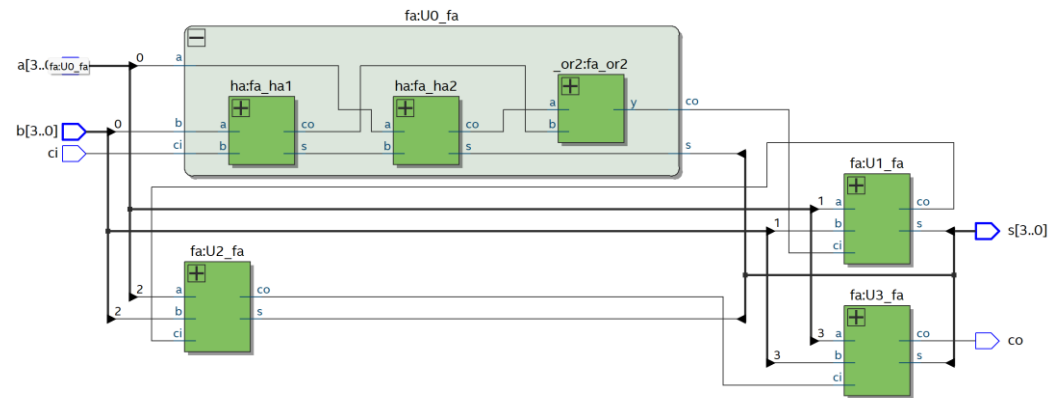 fa:U0_fa
a[3..0
fa:U0_fa
0
a
ha:fa_ha1
ha:fa_ha2
_or2:fa_or2
b[3..0]
0
b
a
co
a
co
a
y
co
b
ci
ci
b
s
b
s
s
fa:U1_fa
1
a
co
1
b
s
s[3..0]
ci
fa:U2_fa
2
a
co
2
b
s
ci
fa:U3_fa
3
a
co
co
3
b
s
ci